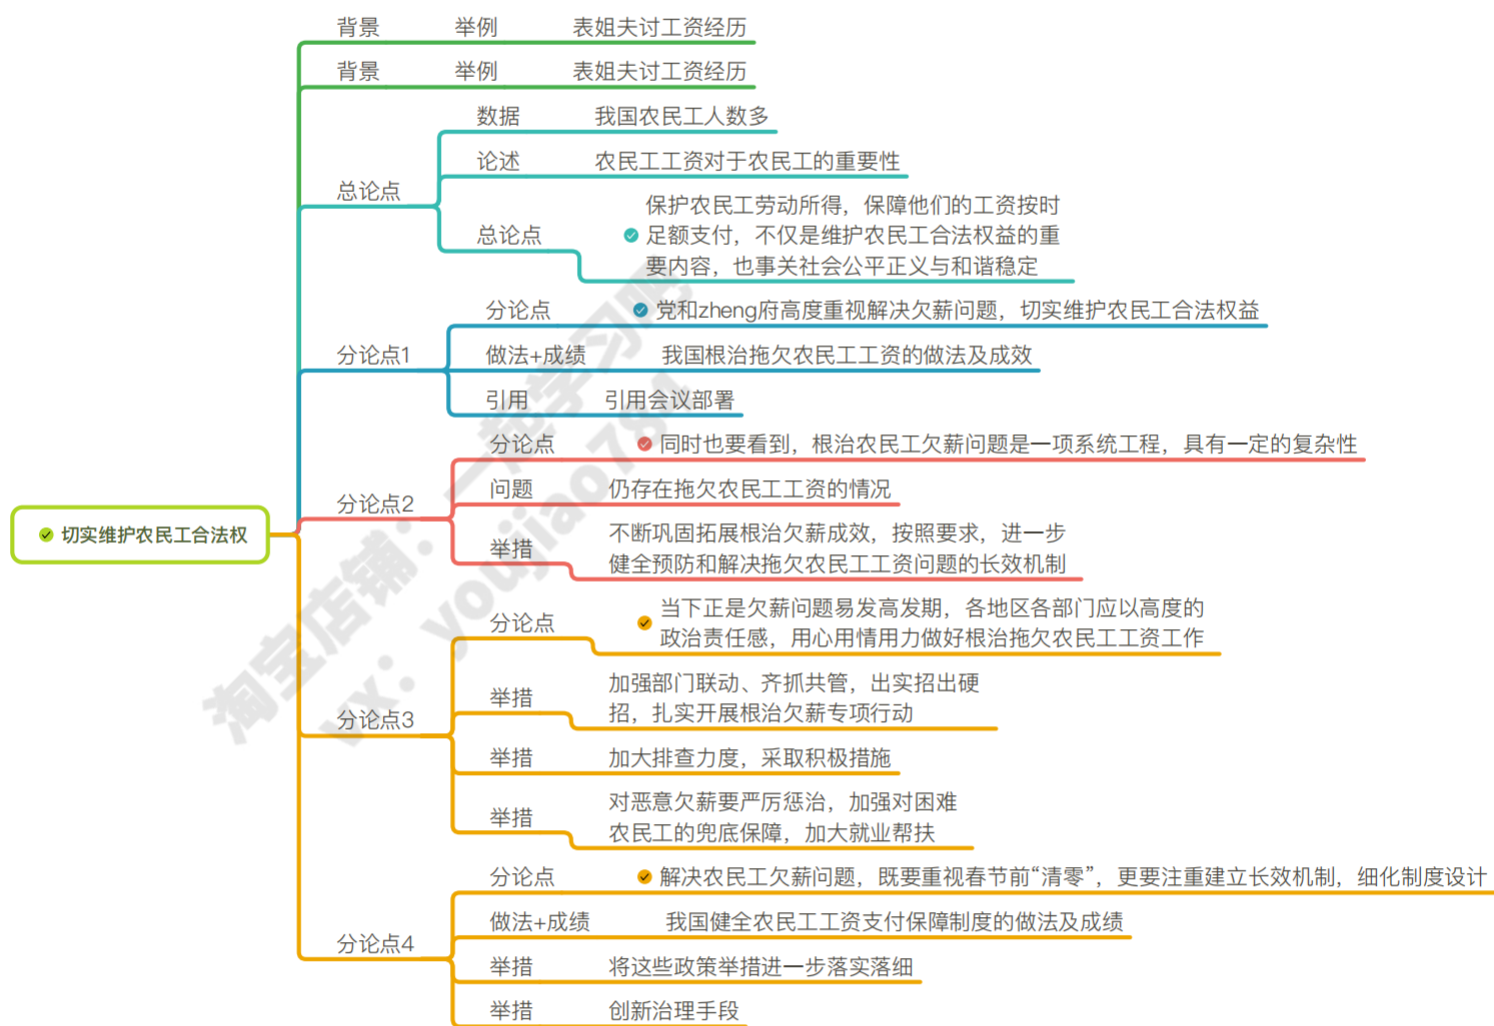 背景 举例 表姐夫讨工资经历
背景 举例 表姐夫讨工资经历
总论点
数据 我国农民工人数多
论述 农民工工资对于农民工的重要性
总论点
保护农民工劳动所得，保障他们的工资按时
足额支付，不仅是维护农民工合法权益的重
要内容，也事关社会公平正义与和谐稳定
分论点1
分论点 党和zheng府高度重视解决欠薪问题，切实维护农民工合法权益
做法+成绩 我国根治拖欠农民工工资的做法及成效
引用 引用会议部署
切实维护农民工合法权
分论点2
分论点 同时也要看到，根治农民工欠薪问题是一项系统工程，具有一定的复杂性
问题 仍存在拖欠农民工工资的情况
举措
不断巩固拓展根治欠薪成效，按照要求，进一步
健全预防和解决拖欠农民工工资问题的长效机制
分论点3
分论点
当下正是欠薪问题易发高发期，各地区各部门应以高度的
政治责任感，用心用情用力做好根治拖欠农民工工资工作
举措
加强部门联动、齐抓共管，出实招出硬
招，扎实开展根治欠薪专项行动
举措 加大排查力度，采取积极措施
举措
对恶意欠薪要严厉惩治，加强对困难
农民工的兜底保障，加大就业帮扶
分论点4
分论点 解决农民工欠薪问题，既要重视春节前“清零”，更要注重建立长效机制，细化制度设计
做法+成绩 我国健全农民工工资支付保障制度的做法及成绩
举措 将这些政策举措进一步落实落细
举措 创新治理手段
淘宝店铺：一起学习吧
vx：youjiao784